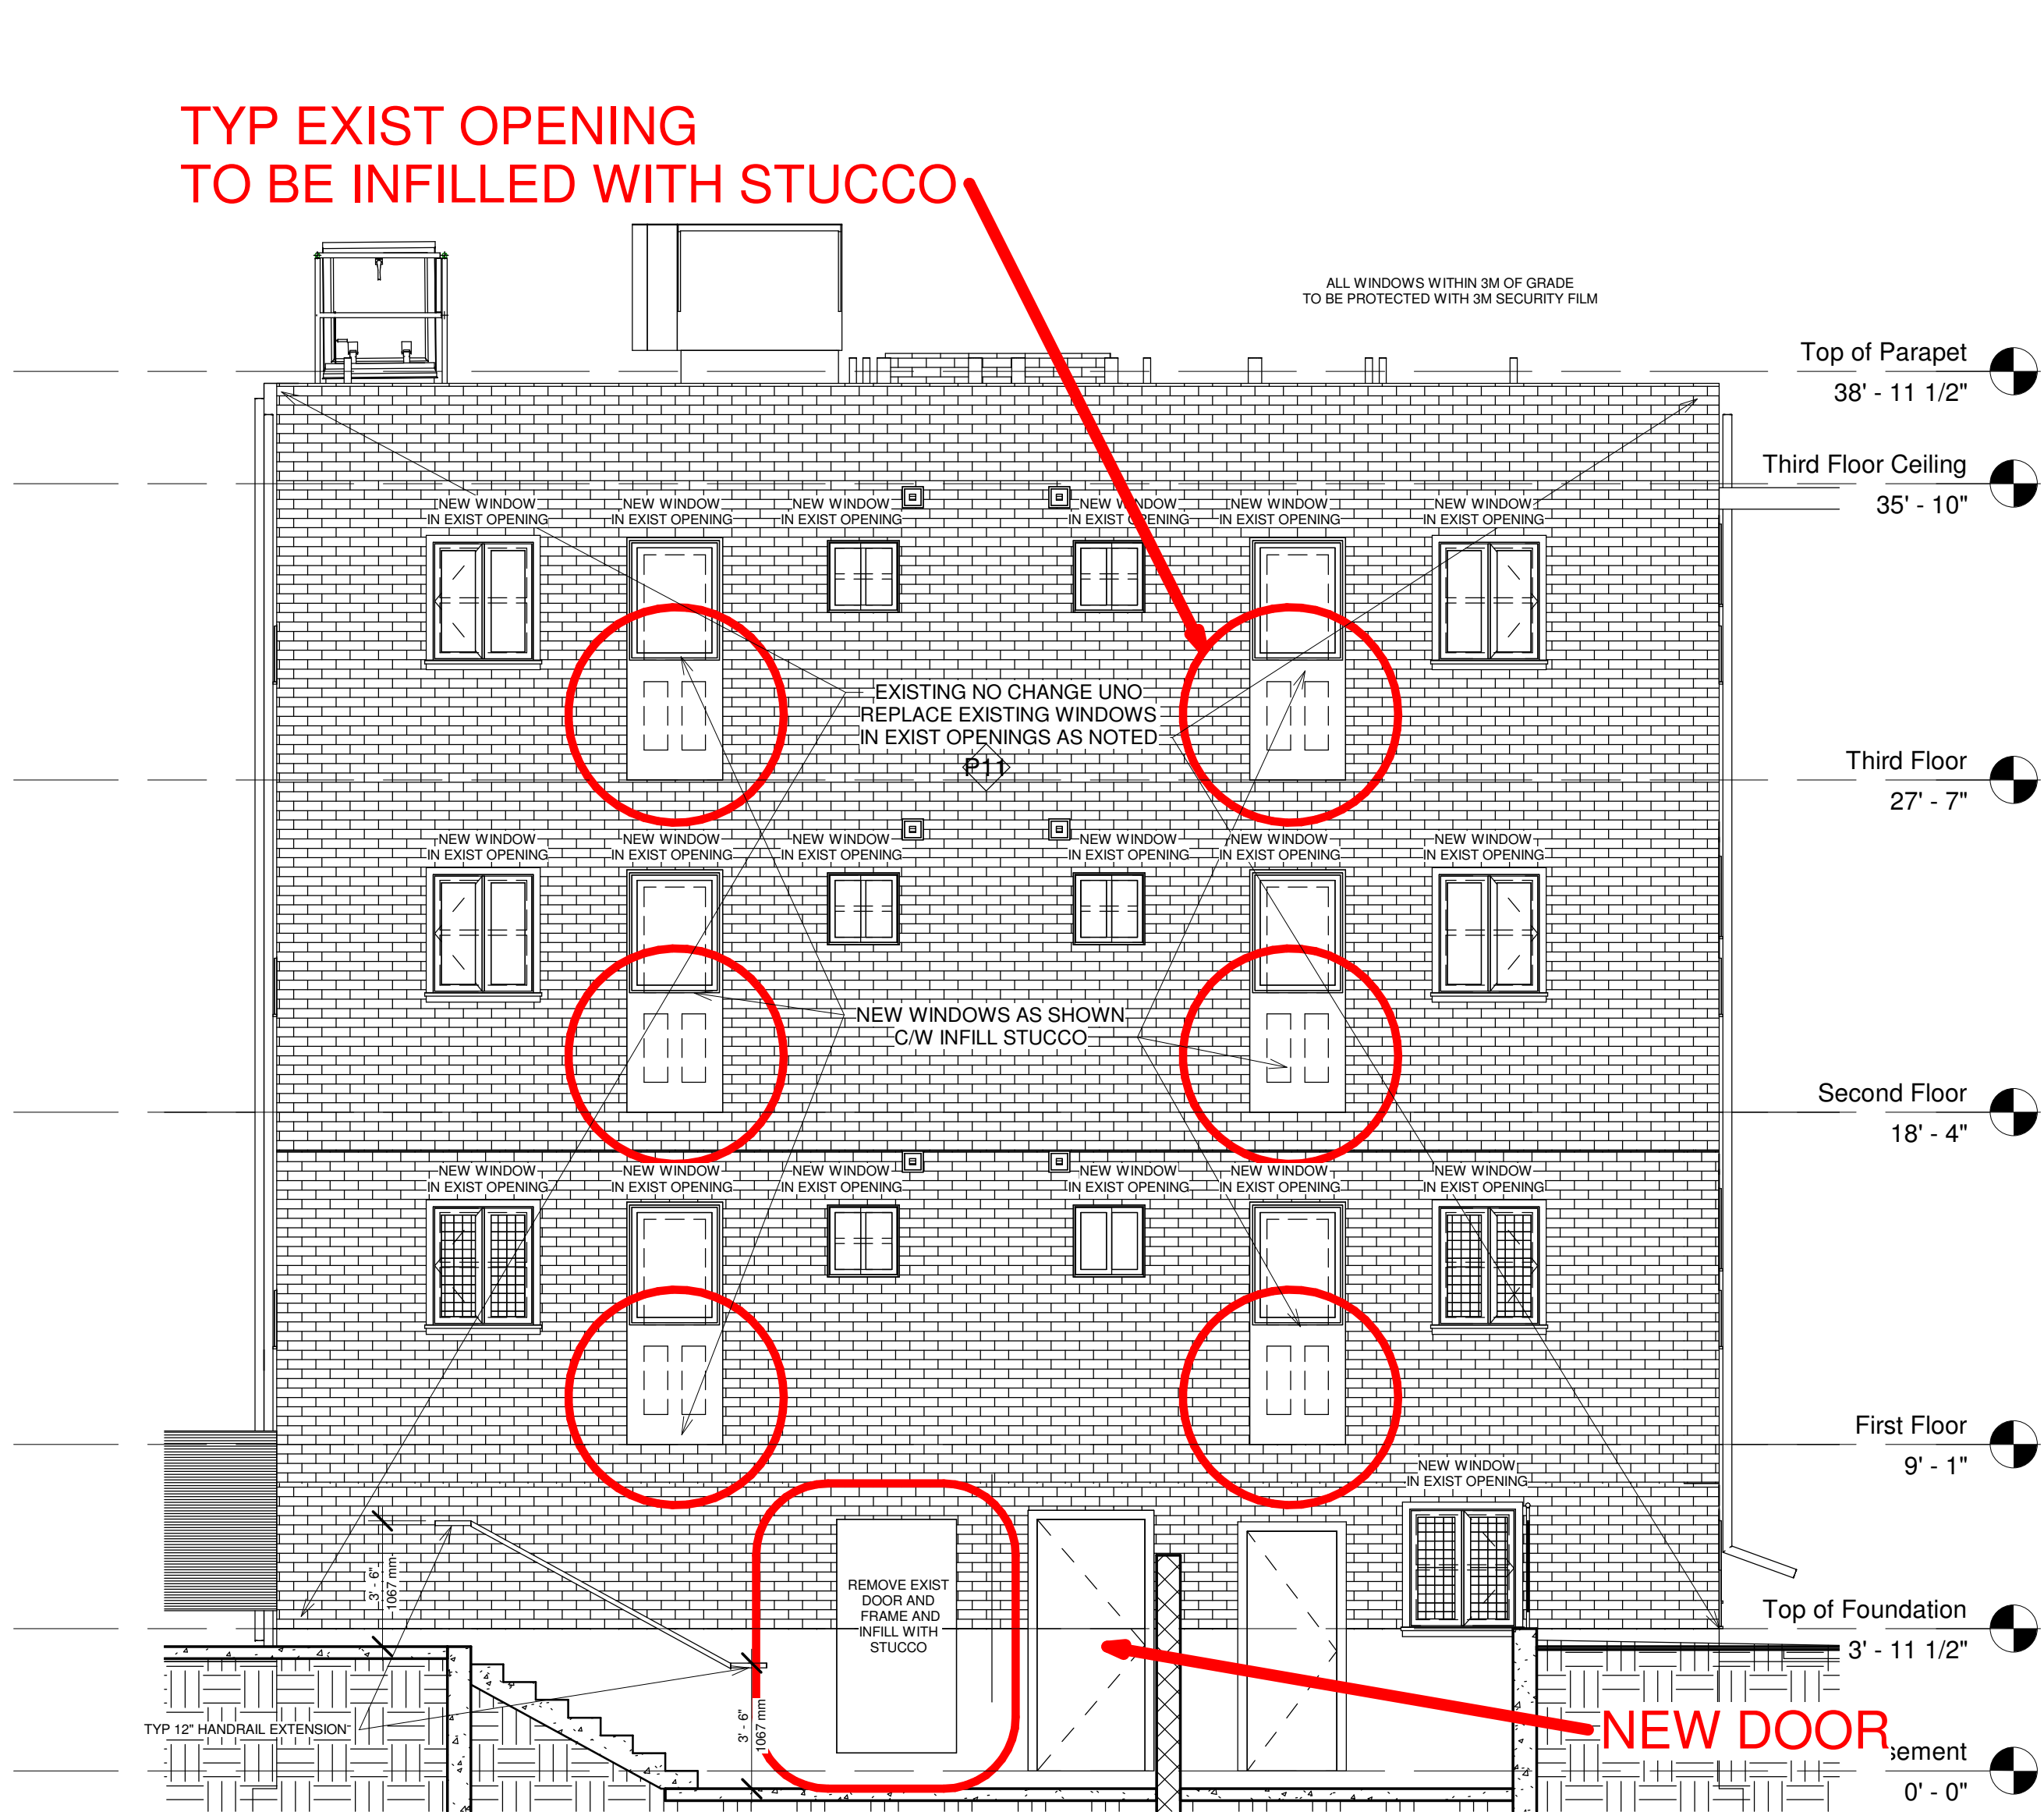 TYP EXIST OPENING
TO BE INFILLED WITH STUCCO
ALL WINDOWS WITHIN 3M OF GRADE
TO BE PROTECTED WITH 3M SECURITY FILM
Top of Parapet
38' - 11 1/2"
Third Floor Ceiling
35' - 10"
NEW WINDOW
IN EXIST OPENING
NEW WINDOW
IN EXIST OPENING
NEW WINDOW
IN EXIST OPENING
NEW WINDOW
IN EXIST OPENING
NEW WINDOW
IN EXIST OPENING
NEW WINDOW
IN EXIST OPENING
EXISTING NO CHANGE UNO
REPLACE EXISTING WINDOWS
IN EXIST OPENINGS AS NOTED
P11
Third Floor
27' - 7"
NEW WINDOW
IN EXIST OPENING
NEW WINDOW
IN EXIST OPENING
NEW WINDOW
IN EXIST OPENING
NEW WINDOW
IN EXIST OPENING
NEW WINDOW
IN EXIST OPENING
NEW WINDOW
IN EXIST OPENING
NEW WINDOWS AS SHOWN
C/W INFILL STUCCO
Second Floor
18' - 4"
NEW WINDOW
IN EXIST OPENING
NEW WINDOW
IN EXIST OPENING
NEW WINDOW
IN EXIST OPENING
NEW WINDOW
IN EXIST OPENING
NEW WINDOW
IN EXIST OPENING
NEW WINDOW
IN EXIST OPENING
First Floor
9' - 1"
NEW WINDOW
IN EXIST OPENING
3' - 6"
1067 mm
REMOVE EXIST
DOOR AND
FRAME AND
INFILL WITH
STUCCO
Top of Foundation
3' - 11 1/2"
TYP 12" HANDRAIL EXTENSION
3' - 6"
1067 mm
NEW DOOR
sement
0' - 0"